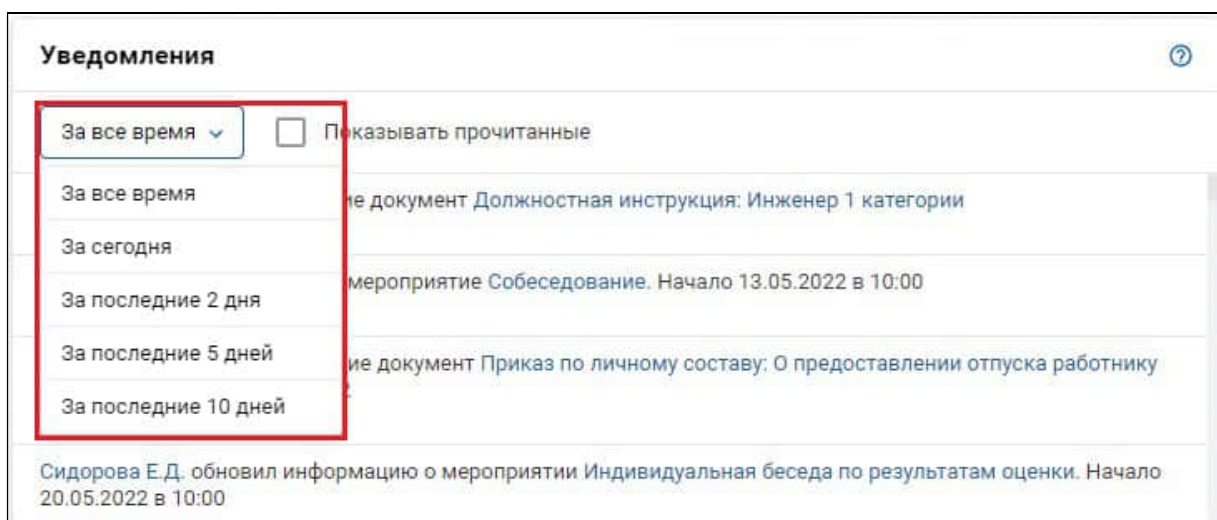 Уведомления
За все время
Показывать прочитанные
За все время
документ Должностная инструкция: Инженер 1 категории
За сегодня
мероприятие Собеседование. Начало 13.05.2022 в 10:00
За последние 2 дня
За последние 5 дней
документ Приказ по личному составу: О предоставлении отпуска работнику
За последние 10 дней
Сидорова Е.Д. обновил информацию о мероприятии Индивидуальная беседа по результатам оценки. Начало
20.05.2022 в 10:00